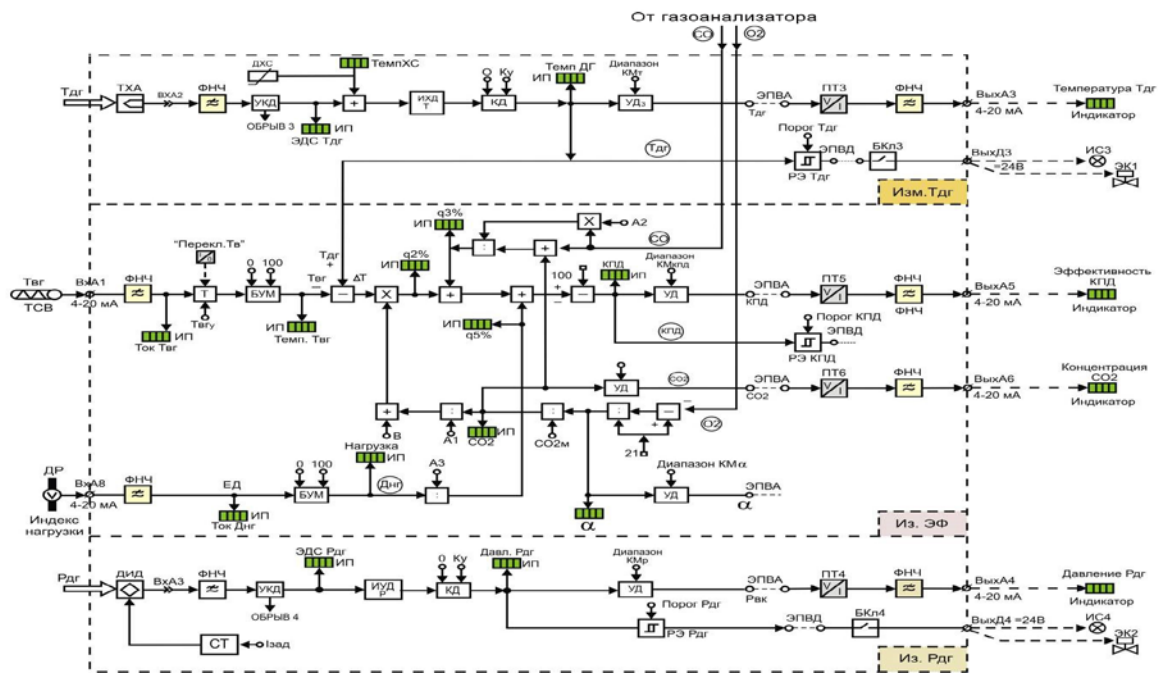 От газоанализатора
CO O2
ДХС ТемпХС Темп ДГ Диапазон
О Ку ИП КМт
Тдг ТХА ВХА2 ФНЧ УКД + ИХД Т КД УД3 ЭПВА ПТ3 ФНЧ ВыхА3 Температура Тдг
ОБРЫВ 3 ИП Тдг V I 4-20 мА Индикатор
ЭДС Тдг
Порог Тдг
Тдг ЭПВД БКл3 ВыхД3 =24В ИС3
РЭ Тдг ЭК1
Изм.Тдг
q3% ИП X А2
"Перекл.Тв" : + CO
Тдг + q2% 100 КПД Диапазон
Твг ВхА1 ФНЧ 0 100 Твг ΔT ИП ИП КМкпд Эффективность
ТСВ 4-20 мА Т БУМ − − X + + + − − УД ЭПВА ПТ5 ФНЧ ВыхА5 КПД
ИП Твгу ИП ИП КПД V I 4-20 мА Индикатор
Ток Твг Темп. Твг q5% Порог КПД
КПД ЭПВД
РЭ КПД
УД CO2 ЭПВА ПТ6 ФНЧ ВыхА6 Концентрация CO2
CO2 V I 4-20 мА Индикатор
+ : : : − − O2
В А1 CO2 ИП CO2м +
21
Нагрузка ИП А3
ДР ВхА8 ФНЧ ЕД 0 100 Днг Диапазон КМα
4-20 мА БУМ : УД ЭПВА
Индекс нагрузки ИП α α
Ток Днг Из. ЭФ
ЭДС Рдг 0 Ку Давл. Рдг Диапазон
ИП ИП КМр
Рдг ДИД ВхА3 ФНЧ УКД ИУД Р КД УД ЭПВА ПТ4 ФНЧ ВыхА4 Давление Рдг
ОБРЫВ 4 Рвк V I 4-20 мА Индикатор
Порог Рдг
СТ Iзад РЭ Рдг ЭПВД БКл4 ВыхД4 =24В ИС4
ЭК2
Из. Рдг